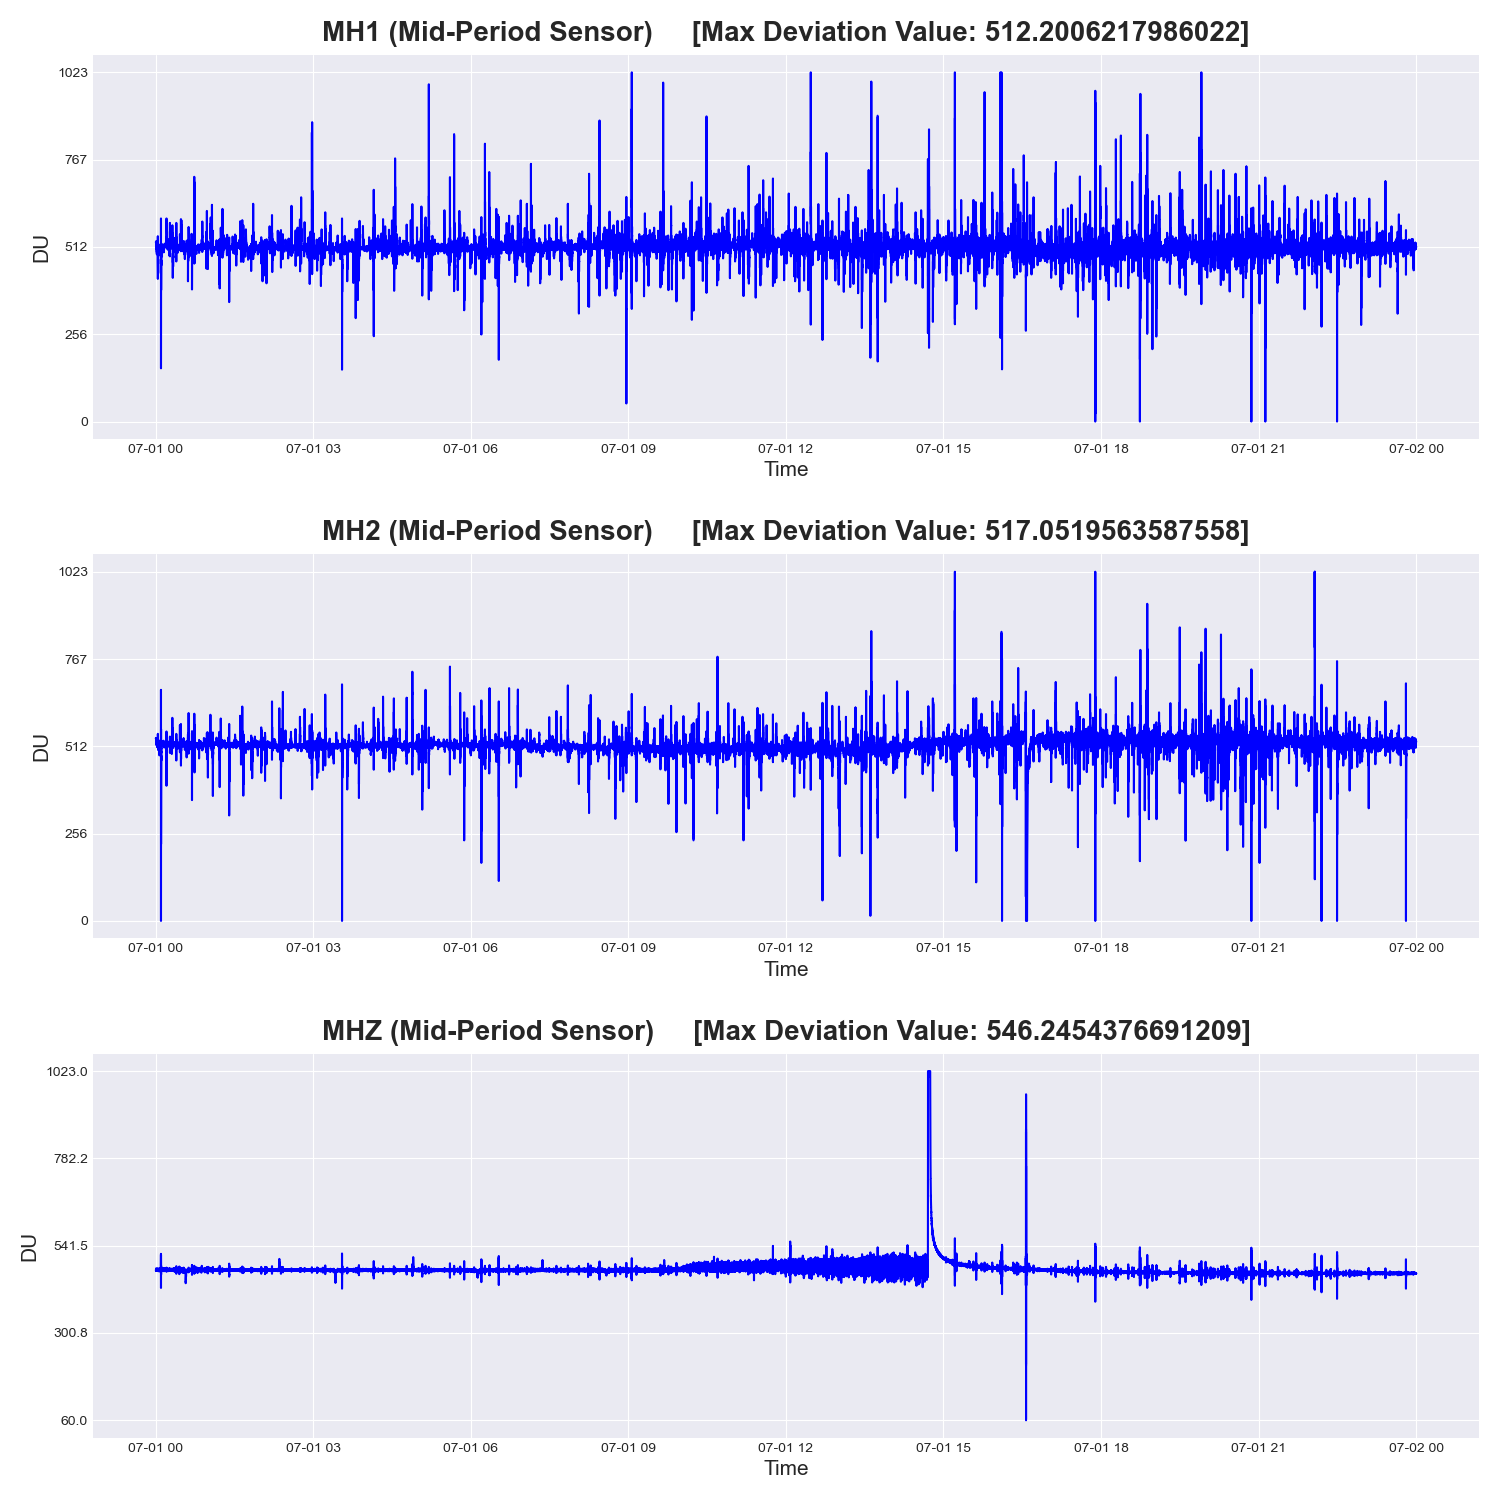 MH1 (Mid-Period Sensor) [Max Deviation Value: 512.2006217986022]
DU
1023
767
512
256
0
07-01 00 07-01 03 07-01 06 07-01 09 07-01 12 07-01 15 07-01 18 07-01 21 07-02 00
Time
MH2 (Mid-Period Sensor) [Max Deviation Value: 517.0519563587558]
DU
1023
767
512
256
0
07-01 00 07-01 03 07-01 06 07-01 09 07-01 12 07-01 15 07-01 18 07-01 21 07-02 00
Time
MHZ (Mid-Period Sensor) [Max Deviation Value: 546.2454376691209]
DU
1023.0
782.2
541.5
300.8
60.0
07-01 00 07-01 03 07-01 06 07-01 09 07-01 12 07-01 15 07-01 18 07-01 21 07-02 00
Time